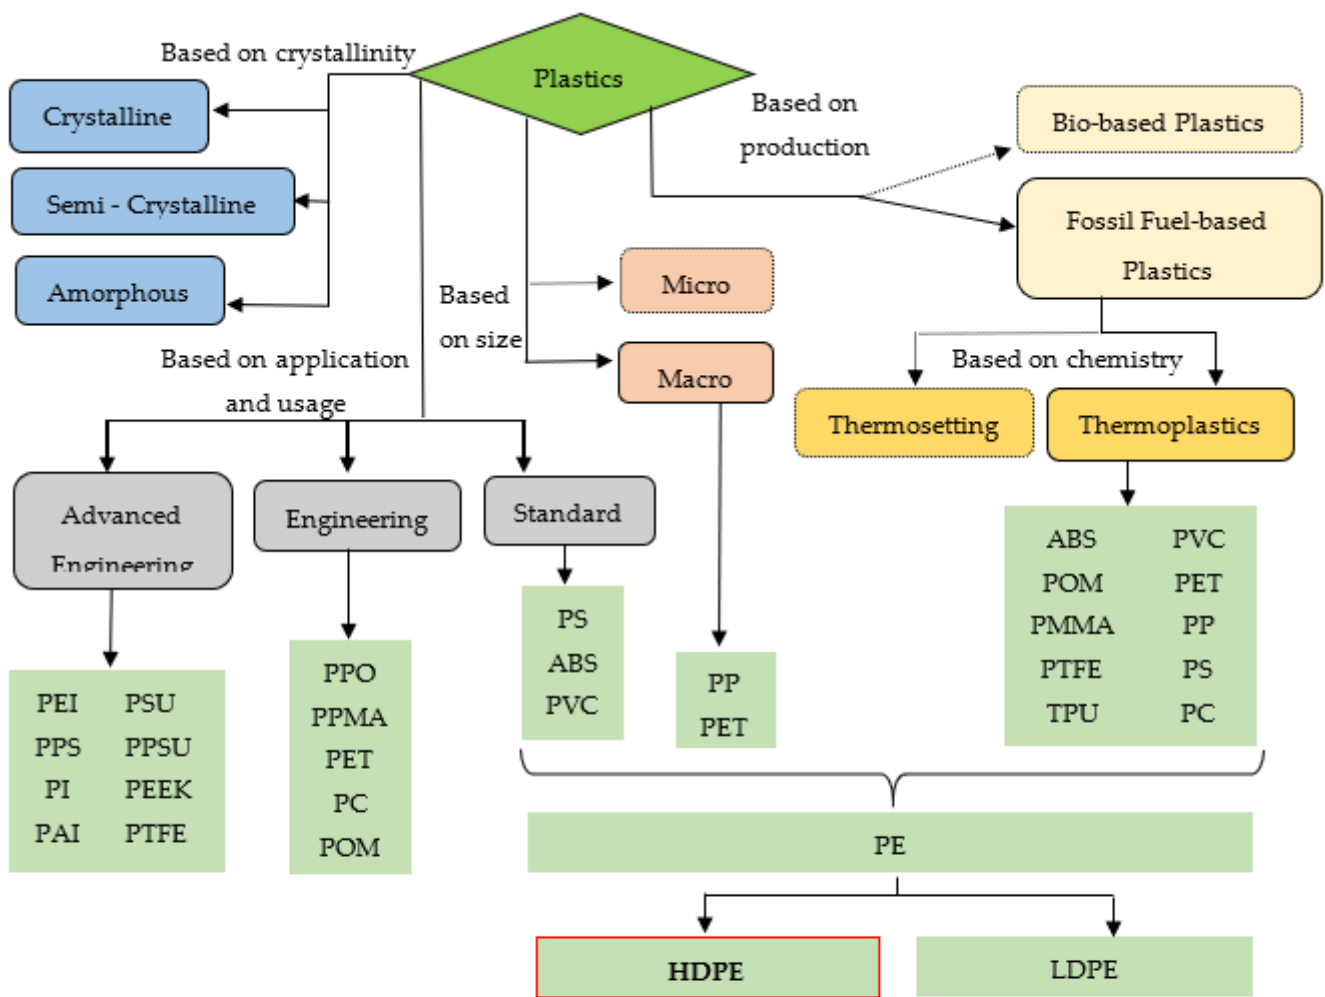 Based on crystallinity
Plastics
Based on
production
Crystalline
Semi - Crystalline
Amorphous
Bio-based Plastics
Fossil Fuel-based
Plastics
Based
on size
Micro
Macro
Based on application
and usage
Based on chemistry
Thermosetting
Thermoplastics
Advanced
Engineering
Engineering
Standard
PEI PSU
PPS PPSU
PI PEEK
PAI PTFE
PPO
PPMA
PET
PC
POM
PS
ABS
PVC
PP
PET
ABS PVC
POM PET
PMMA PP
PTFE PS
TPU PC
PE
HDPE
LDPE